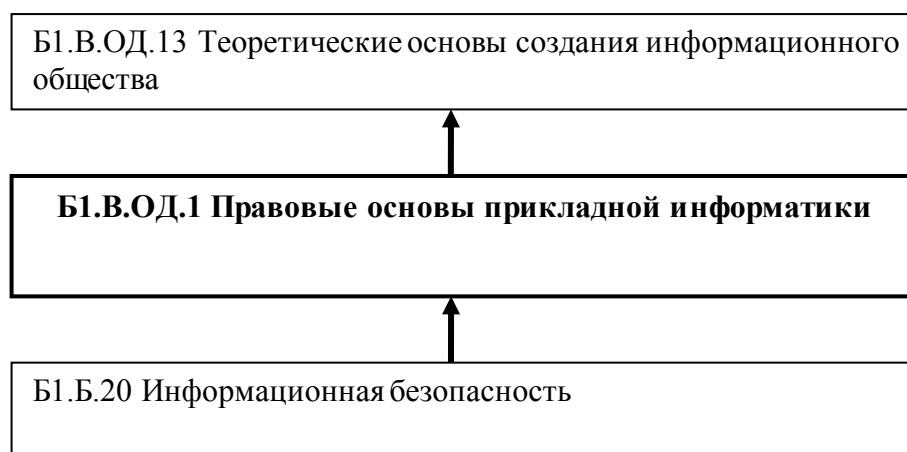 Б1.В.ОД.13 Теоретические основы создания информационного
общества
Б1.В.ОД.1 Правовые основы прикладной информатики
Б1.Б.20 Информационная безопасность